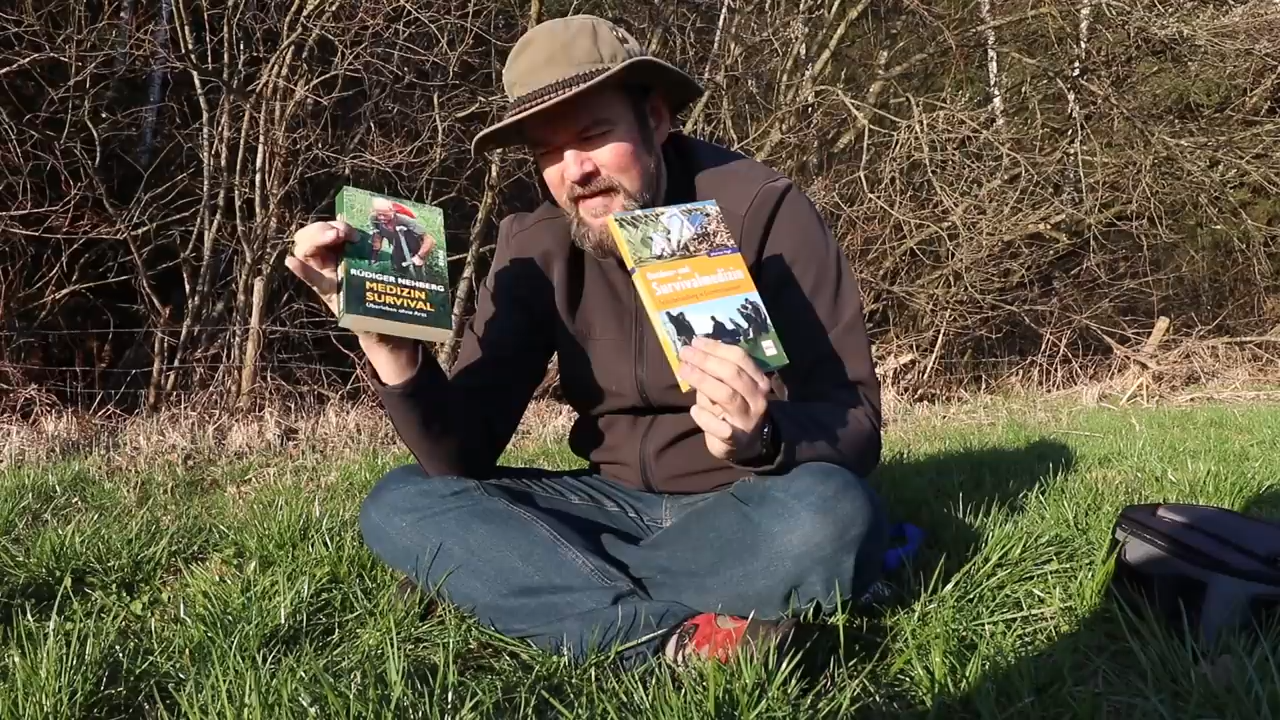 RÜDIGER NEHBERG
MEDIZIN
SURVIVAL
Überleben ohne Arzt
Outdoor- und
Survivalmedizin